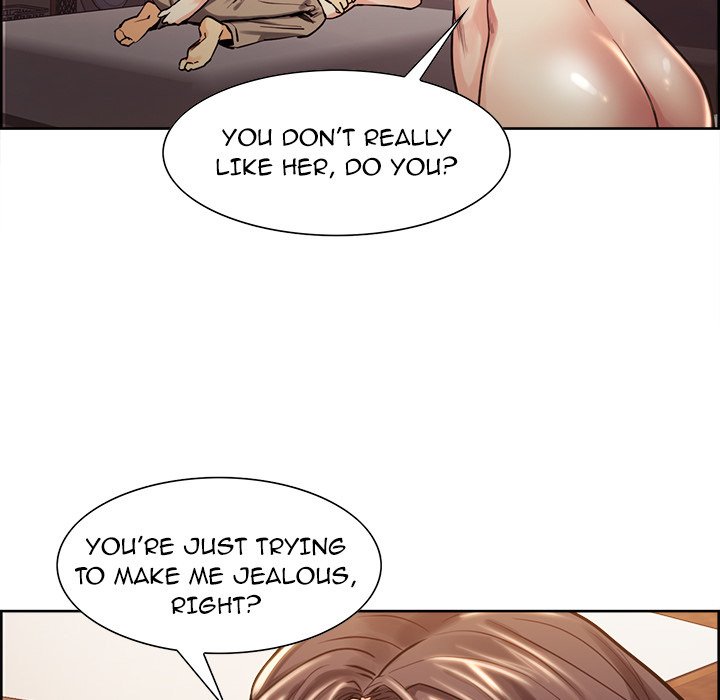 YOU DON'T REALLY
LIKE HER, DO YOU?
YOU'RE JUST TRYING
TO MAKE ME JEALOUS,
RIGHT?